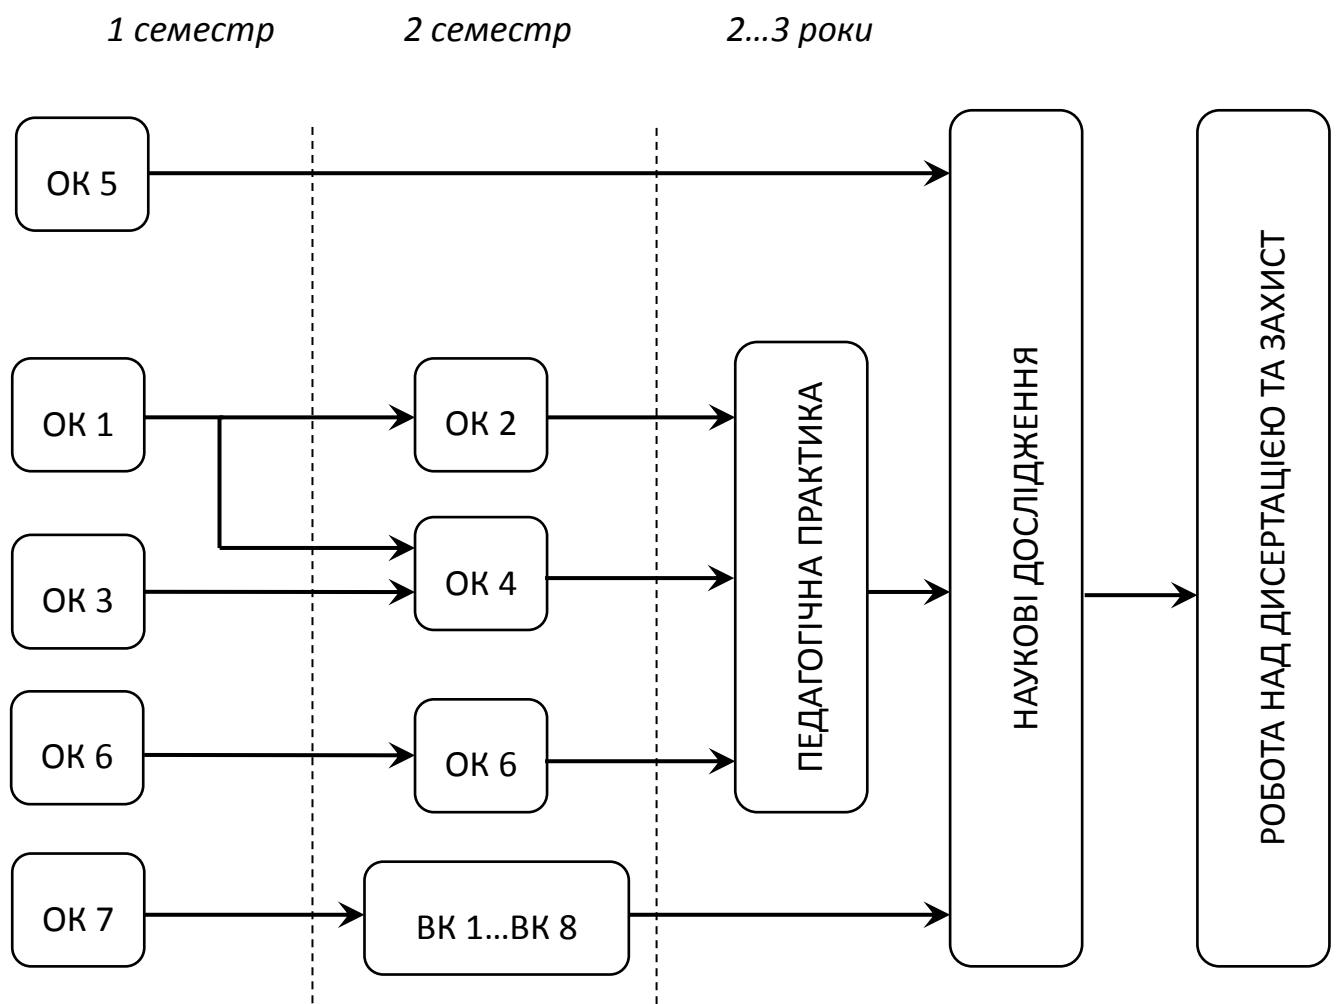 1 семестр
2 семестр
2...3 роки
ОК 5
ОК 1
ОК 2
ОК 3
ОК 4
ОК 6
ОК 6
ОК 7
ВК 1...ВК 8
ПЕДАГОГІЧНА ПРАКТИКА
НАУКОВІ ДОСЛІДЖЕННЯ
РОБОТА НАД ДИСЕРТАЦІЄЮ ТА ЗАХИСТ